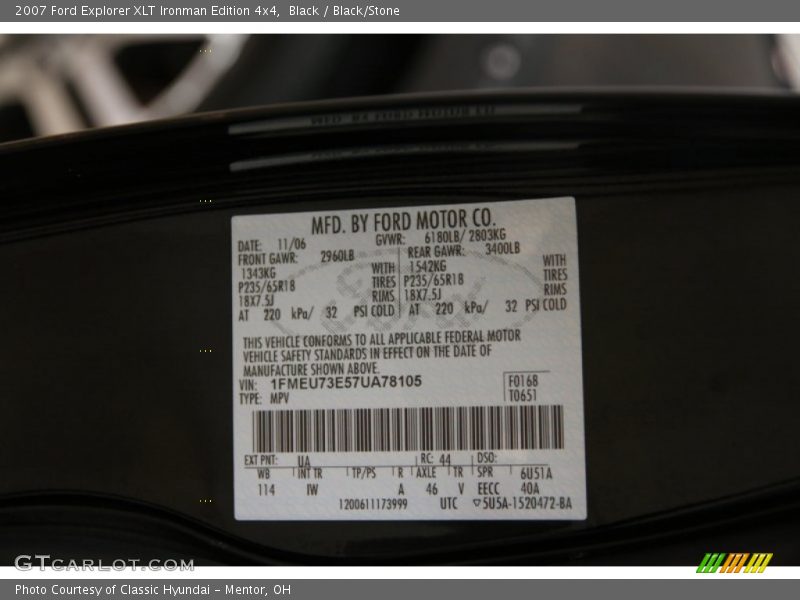 2007 Ford Explorer XLT Ironman Edition 4x4,  Black / Black/Stone
MFD. BY FORD MOTOR CO.
DATE: 11/06 GVWR: 6180LB/ 2803KG
FRONT GAWR: 2960LB REAR GAWR: 3400LB
1343KG WITH 1542KG WITH
P235/65R18 TIRES P235/65R18 TIRES
18X7.5J RIMS 18X7.5J RIMS
AT 220 kPa/ 32 PSI COLD AT 220 kPa/ 32 PSI COLD
THIS VEHICLE CONFORMS TO ALL APPLICABLE FEDERAL MOTOR
VEHICLE SAFETY STANDARDS IN EFFECT ON THE DATE OF
MANUFACTURE SHOWN ABOVE.
VIN: 1FMEU73E57UA78105 F0168
TYPE: MPV T0651
EXT PNT: UA RC: 44 DSO:
WB INT TR TP/PS R AXLE TR SPR 6U51A
114 IW A 46 V EECC 40A
1200611173999 UTC ▽5U5A-1520472-BA
GTCARLOT.COM
Photo Courtesy of Classic Hyundai - Mentor, OH